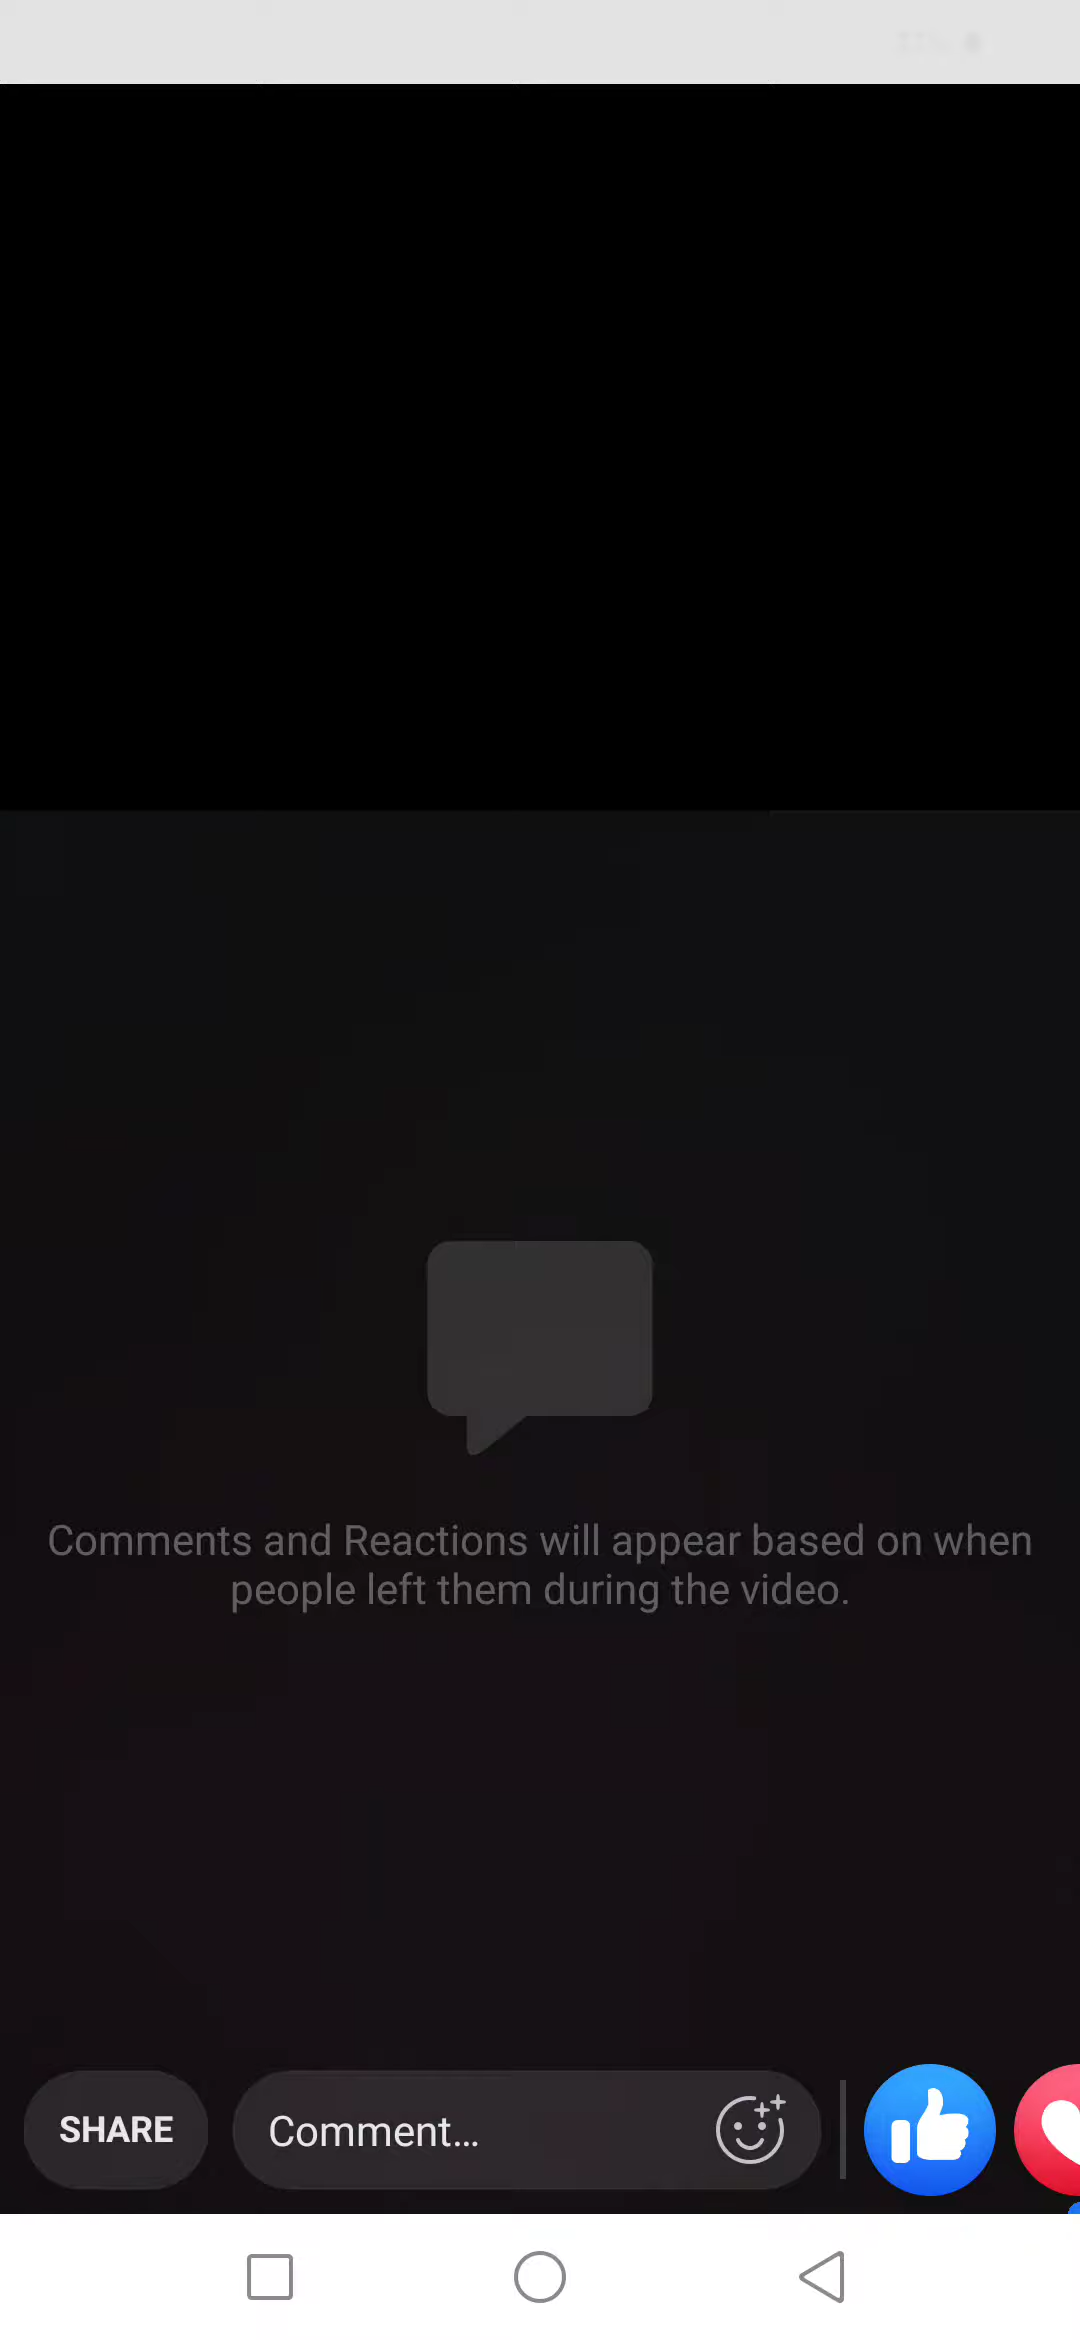 Comments and Reactions will appear based on when
people left them during the video.
SHARE
Comment...